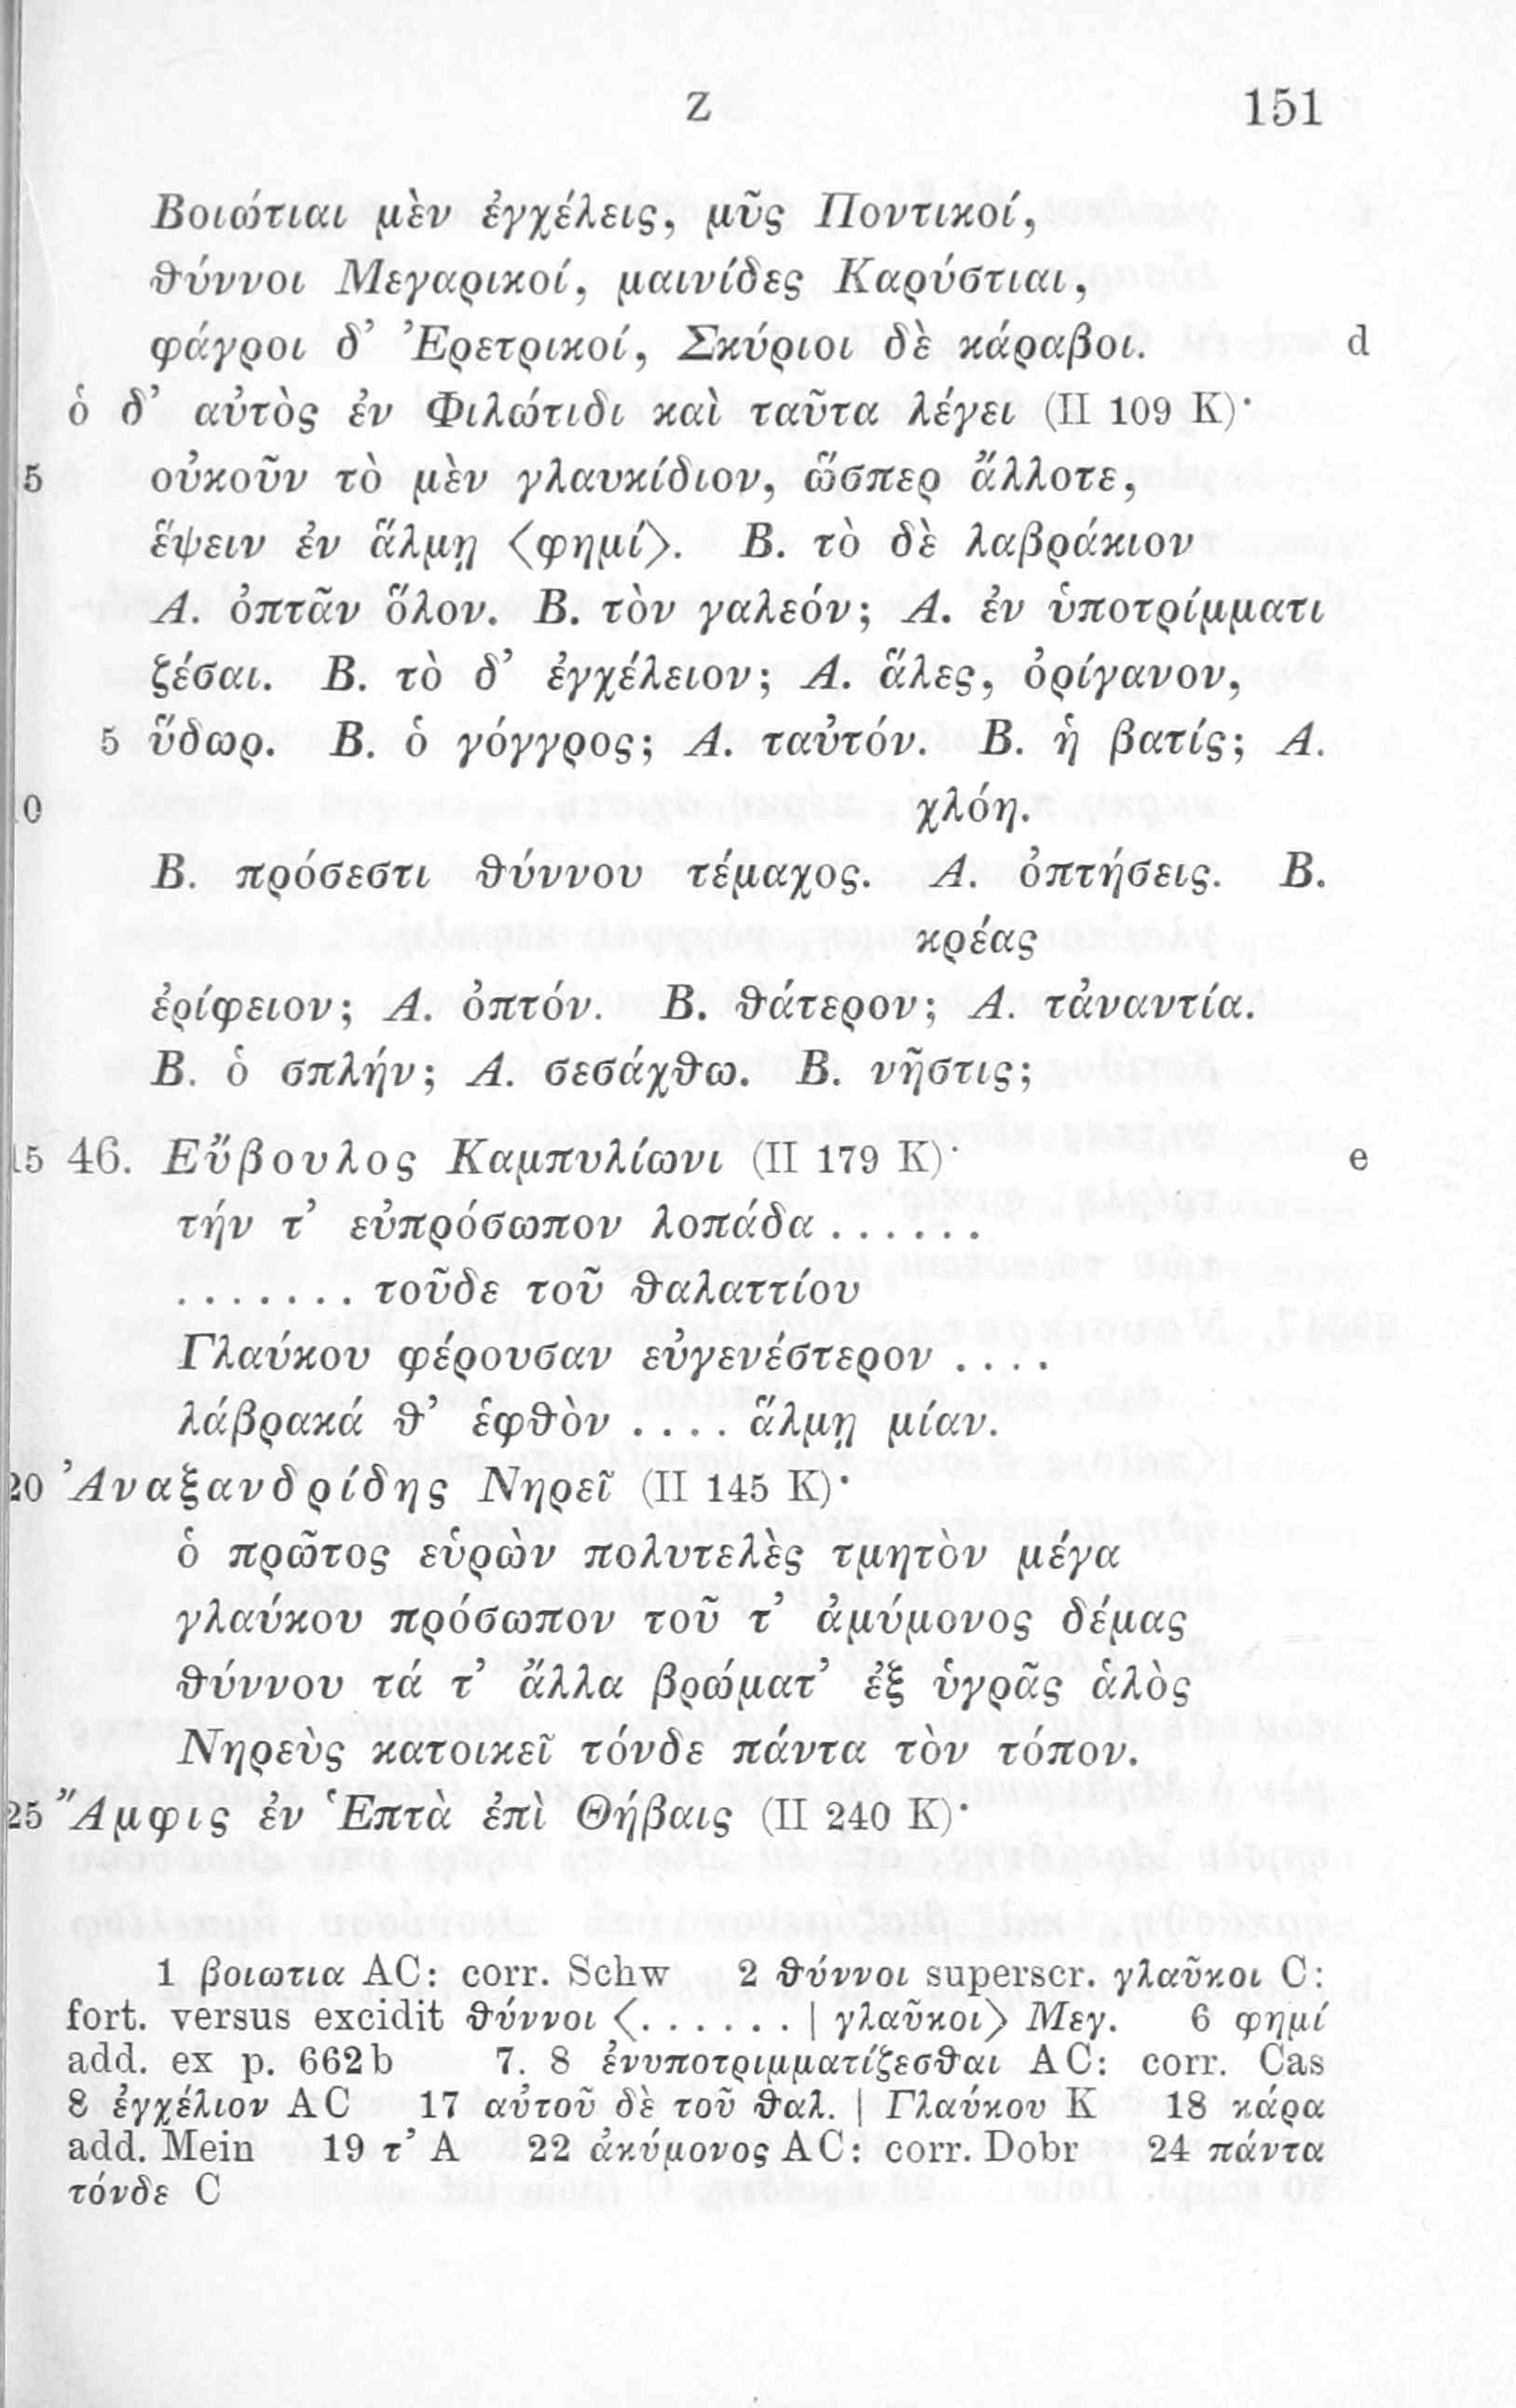 Z 151
Βοιώτιαι μὲν ἐγχέλεις, μῦς Ποντικοί,
θύννοι Μεγαρικοί, μαινίδες Καρύστιαι,
φάγροι δ’ Ἐρετρικοί, Σκύριοι δὲ κάραβοι. d
ὁ δ’ αὐτὸς ἐν Φιλώτιδι καὶ ταῦτα λέγει (II 109 K)·
5 οὐκοῦν τὸ μὲν γλαυκίδιον, ὥσπερ ἄλλοτε,
ἕψειν ἐν ἅλμῃ <φημί>. Β. τὸ δὲ λαβράκιον
Α. ὀπτᾶν ὅλον. Β. τὸν γαλεόν; Α. ἐν ὑποτρίμματι
ζέσαι. Β. τὸ δ’ ἐγχέλειον; Α. ἅλες, ὀρίγανον,
5 ὕδωρ. Β. ὁ γόγγρος; Α. ταὐτόν. Β. ἡ βατίς; Α.
0 χλόη.
Β. πρόσεστι θύννου τέμαχος. Α. ὀπτήσεις. Β.
κρέας
ἐρίφειον; Α. ὀπτόν. Β. θάτερον; Α. τἀναντία.
Β. ὁ σπλήν; Α. σεσάχθω. Β. νῆστις;
15 46. Εὔβουλος Καμπυλίωνι (II 179 K)· e
τήν τ’ εὐπρόσωπον λοπάδα . . . . . .
. . . . . . . τοῦδε τοῦ θαλαττίου
Γλαύκου φέρουσαν εὐγενέστερον . . . .
λάβρακά θ’ ἑφθὸν . . . . ἅλμῃ μίαν.
20 Ἀναξανδρίδης Νηρεῖ (II 145 K)·
ὁ πρῶτος εὑρὼν πολυτελὲς τμητὸν μέγα
γλαύκου πρόσωπον τοῦ τ’ ἀμύμονος δέμας
θύννου τά τ’ ἄλλα βρώματ’ ἐξ ὑγρᾶς ἁλὸς
Νηρεὺς κατοικεῖ τόνδε πάντα τὸν τόπον.
25 Ἄμφις ἐν Ἑπτὰ ἐπὶ Θήβαις (II 240 K)·
1 βοιωτια AC: corr. Schw 2 θύννοι superscr. γλαῦκοι C:
fort. versus excidit θύννοι <. . . . . . . | γλαῦκοι> Μεγ. 6 φημί
add. ex p. 662b 7. 8 ἐνυποτριμματίζεσθαι AC: corr. Cas
8 ἐγχέλιον AC 17 αὐτοῦ δὲ τοῦ θαλ. | Γλαύκου K 18 κάρα
add. Mein 19 τ’ A 22 ἀκύμονος AC: corr. Dobr 24 πάντα
τόνδε C